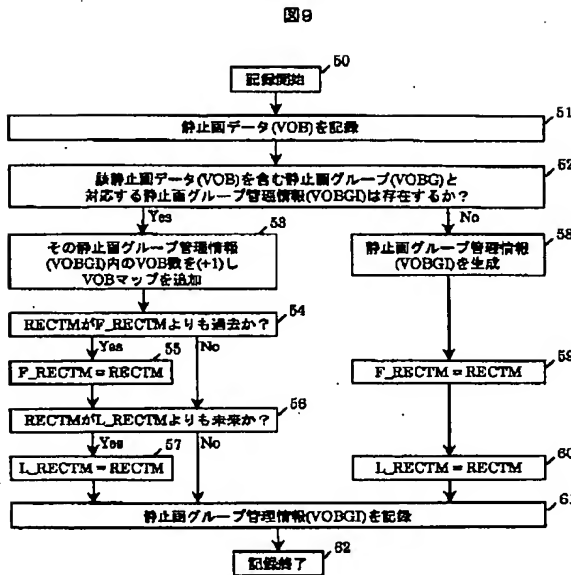 図9
50
記録開始
51
静止画データ(VOB)を記録
52
該静止画データ(VOB)を含む静止画グループ(VOBG)と
対応する静止画グループ管理情報(VOBGI)は存在するか?
Yes
No
53
その静止画グループ管理情報
(VOBGI)内のVOB数を(+1)し
VOBマップを追加
58
静止画グループ管理情報
(VOBGI)を生成
54
RECTMがF_RECTMよりも過去か?
Yes
No
55
F_RECTM=RECTM
59
F_RECTM=RECTM
56
RECTMがL_RECTMよりも未来か?
Yes
No
57
L_RECTM=RECTM
60
L_RECTM=RECTM
61
静止画グループ管理情報(VOBGI)を記録
62
記録終了